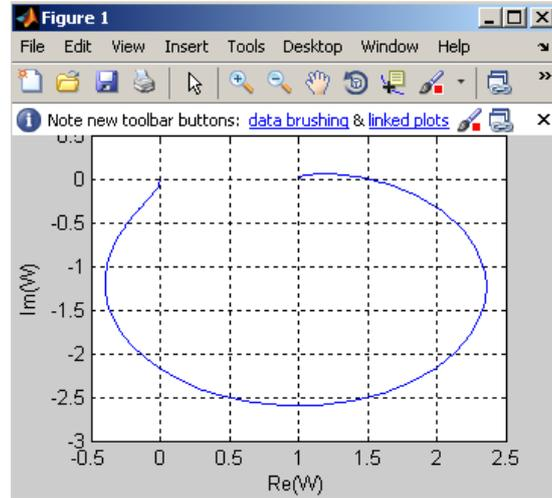 Figure 1
File Edit View Insert Tools Desktop Window Help
Note new toolbar buttons: data brushing & linked plots
0.5
0
-0.5
-1
-1.5
-2
-2.5
-3
Im(W)
-0.5 0 0.5 1 1.5 2 2.5
Re(W)